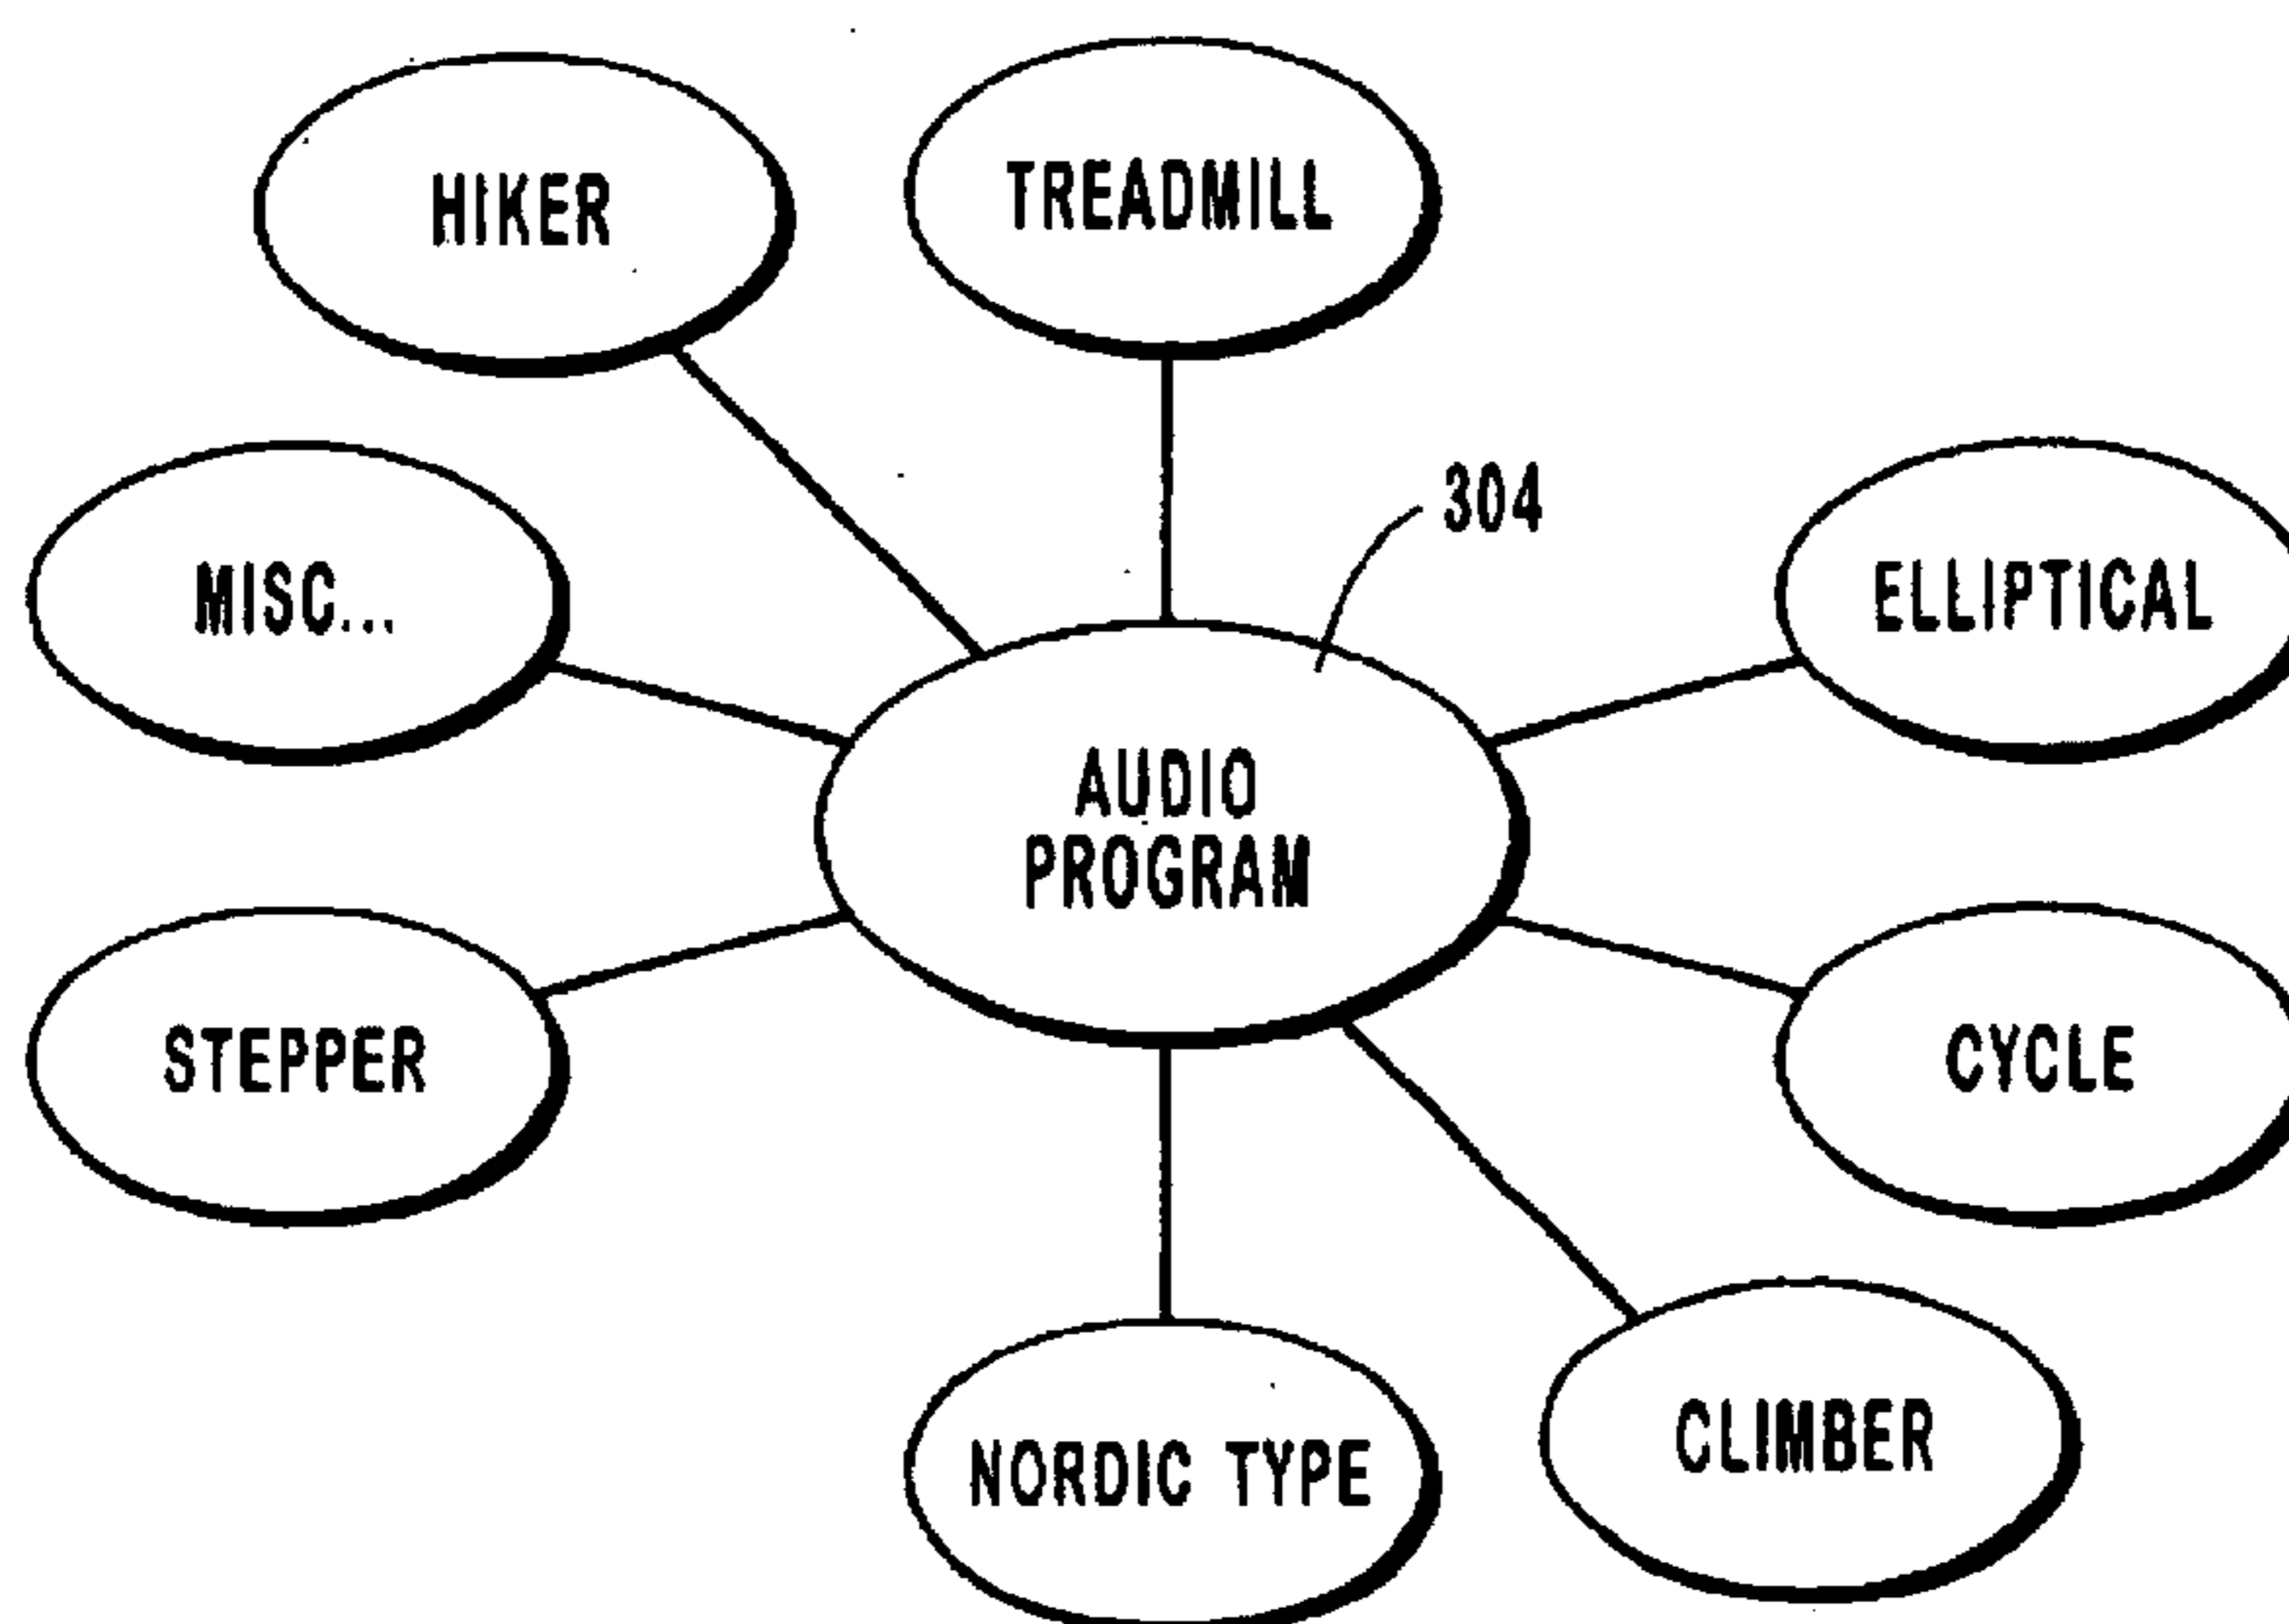 HIKER
TREADMILL
304
MISC...
ELLIPTICAL
AUDIO
PROGRAM
STEPPER
CYCLE
CLIMBER
NORDIC TYPE